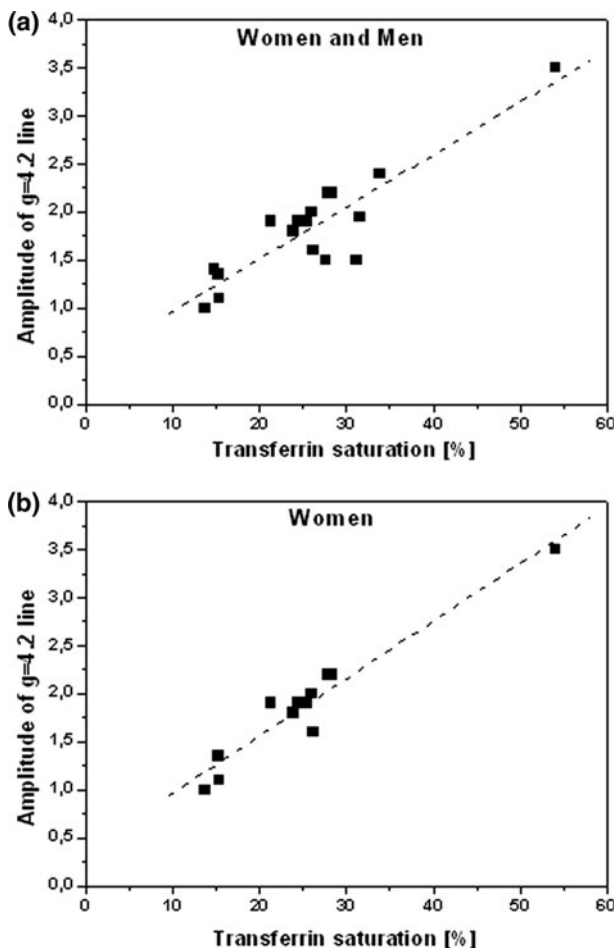 (a)
Women and Men
Amplitude of g=4.2 line
4,0
3,5
3,0
2,5
2,0
1,5
1,0
0,5
0,0
0 10 20 30 40 50 60
Transferrin saturation [%]
(b)
Women
Amplitude of g=4.2 line
4,0
3,5
3,0
2,5
2,0
1,5
1,0
0,5
0,0
0 10 20 30 40 50 60
Transferrin saturation [%]